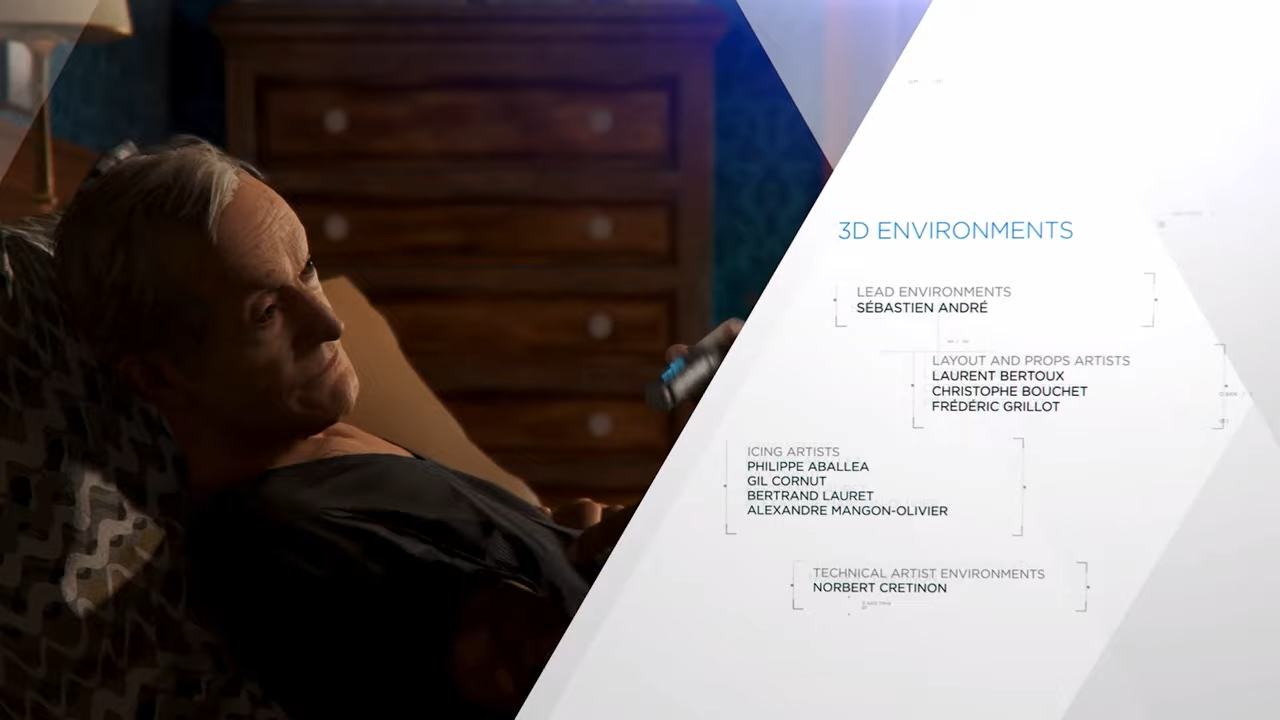 3D ENVIRONMENTS
LEAD ENVIRONMENTS
SÉBASTIEN ANDRÉ
LAYOUT AND PROPS ARTISTS
LAURENT BERTOUX
CHRISTOPHE BOUCHET
FRÉDÉRIC GRILLOT
ICING ARTISTS
PHILIPPE ABALLEA
GIL CORNUT
BERTRAND LAURET
ALEXANDRE MANGON-OLIVIER
TECHNICAL ARTIST ENVIRONMENTS
NORBERT CRETINON